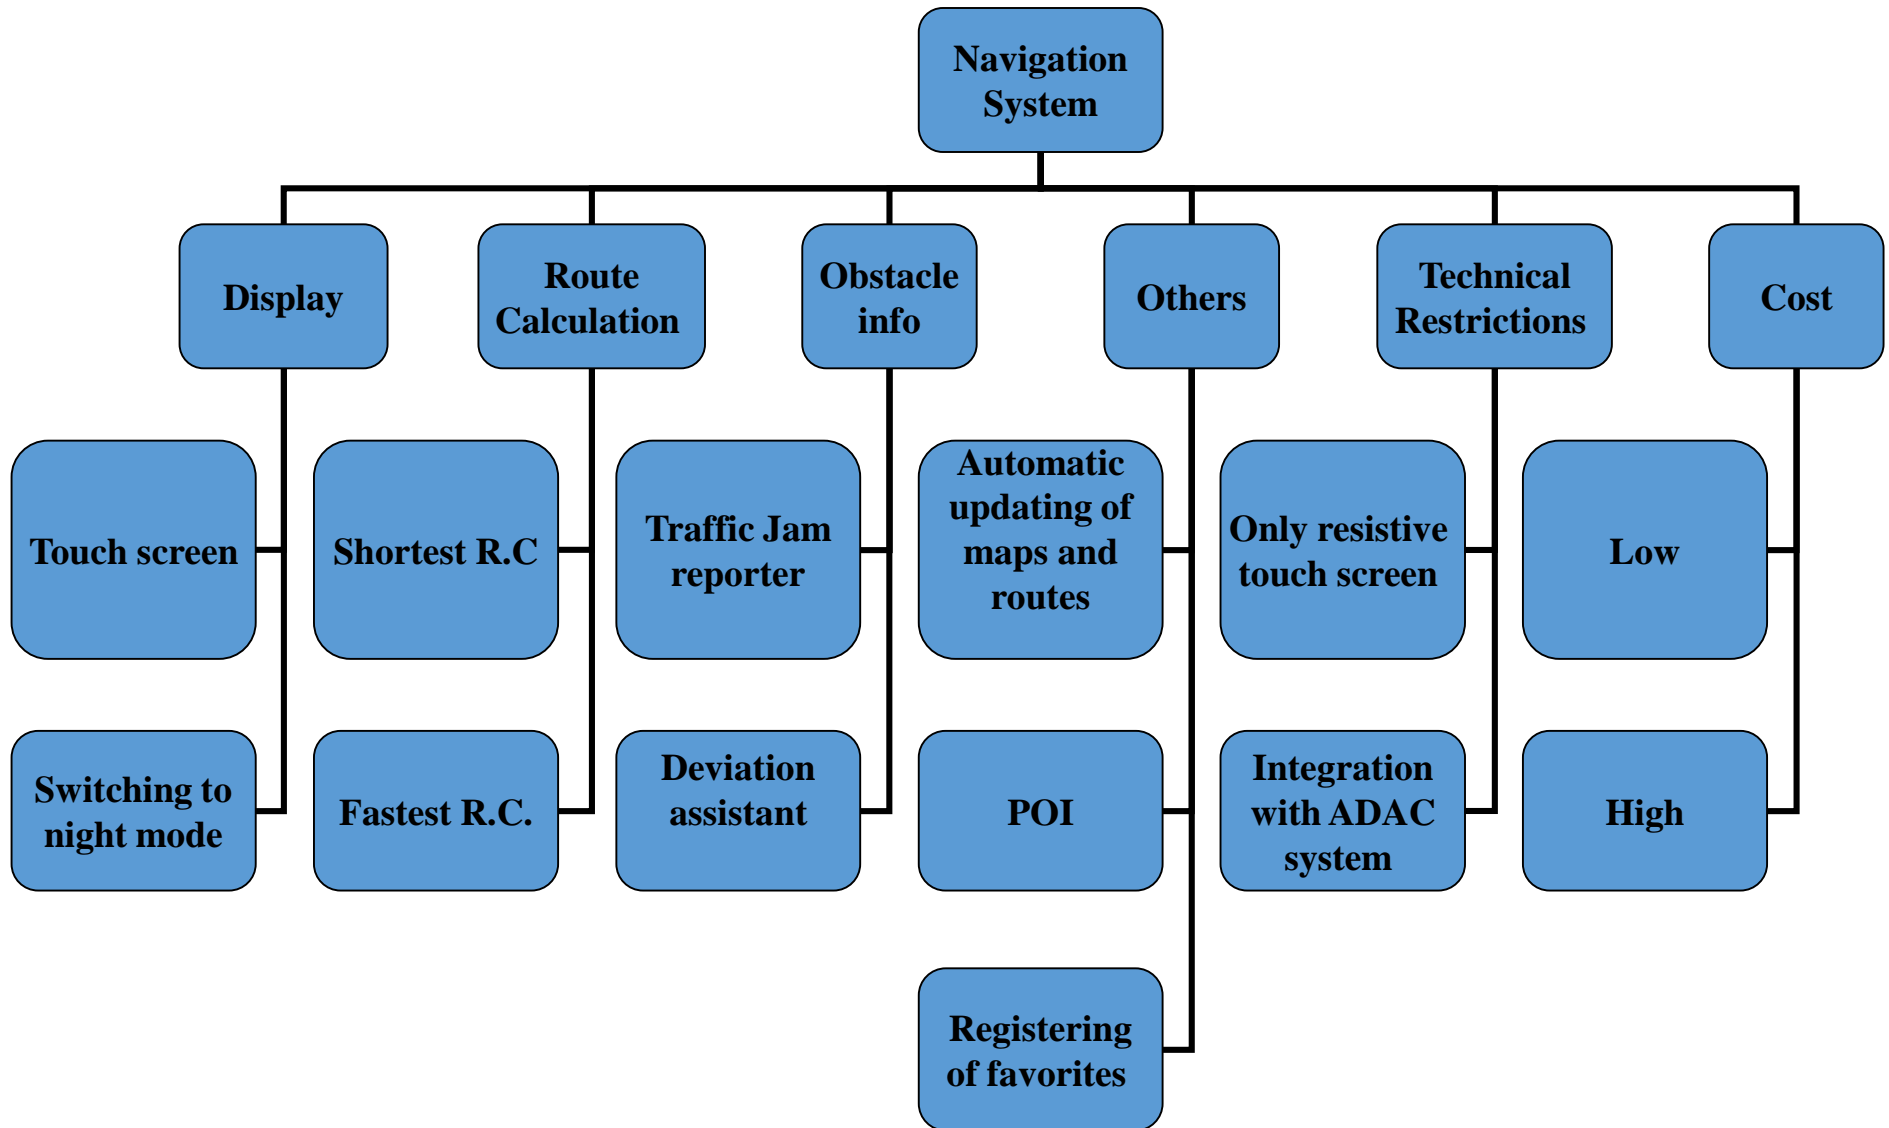 Navigation
System
Display
Route
Calculation
Obstacle
info
Others
Technical
Restrictions
Cost
Touch screen
Shortest R.C
Traffic Jam
reporter
Automatic
updating of
maps and
routes
Only resistive
touch screen
Low
Switching to
night mode
Fastest R.C.
Deviation
assistant
POI
Integration
with ADAC
system
High
Registering
of favorites